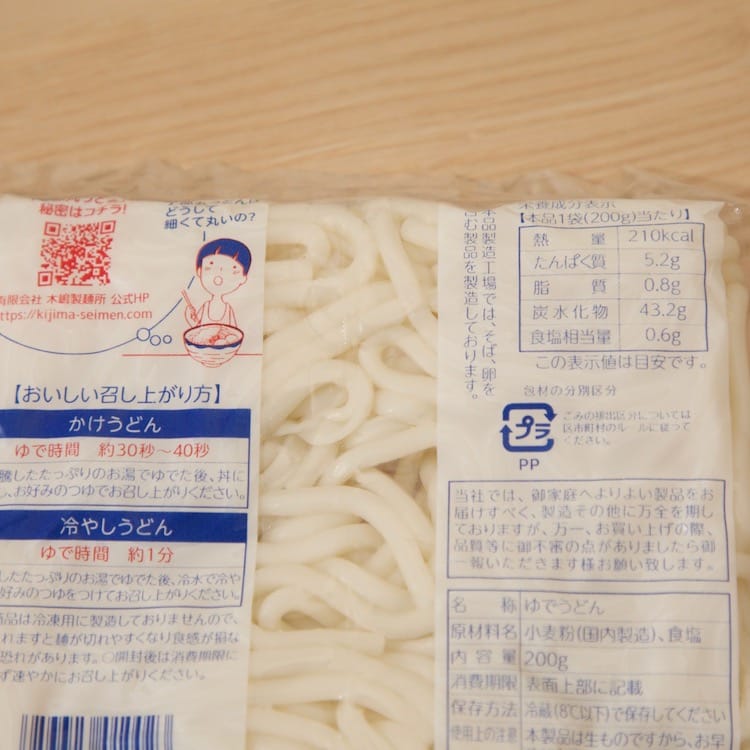 秘密はコチラ!
有限会社 木嶋製麺所 公式HP
https://kijima-seimen.com
どうして
細くて丸いの?
【おいしい召し上がり方】
かけうどん
ゆで時間 約30秒〜40秒
騰したたっぷりのお湯でゆでた後、丼に
し、お好みのつゆでお召し上がりください。
冷やしうどん
ゆで時間 約1分
したたっぷりのお湯でゆでた後、冷水で冷や
好みのつゆをつけてお召し上がりください。
商品は冷凍用に製造しておりませんので、
れますと麺が切れやすくなり食感が損な
恐れがあります。○開封後は消費期限に
ず速やかにお召し上がりください。
本品製造工場では、そば、卵を
含む製品を製造しております。
栄養成分表示
【本品1袋(200g)当たり】
熱量 210kcal
たんぱく質 5.2g
脂質 0.8g
炭水化物 43.2g
食塩相当量 0.6g
この表示値は目安です。
包材の分別区分
プラ
PP
ごみの排出区分については
区市町村のルールに従って
ください。
当社では、御家庭へよりよい製品をお
届けすべく、製造その他に万全を期し
ておりますが、万一、お買い上げの際、
品質等に御不審の点がありましたら御
一報いただきます様お願い致します。
名称 ゆでうどん
原材料名 小麦粉(国内製造)、食塩
内容量 200g
消費期限 表面上部に記載
保存方法 冷蔵(8℃以下)で保存してください
使用上の注意 本製品は生ものですから、お早